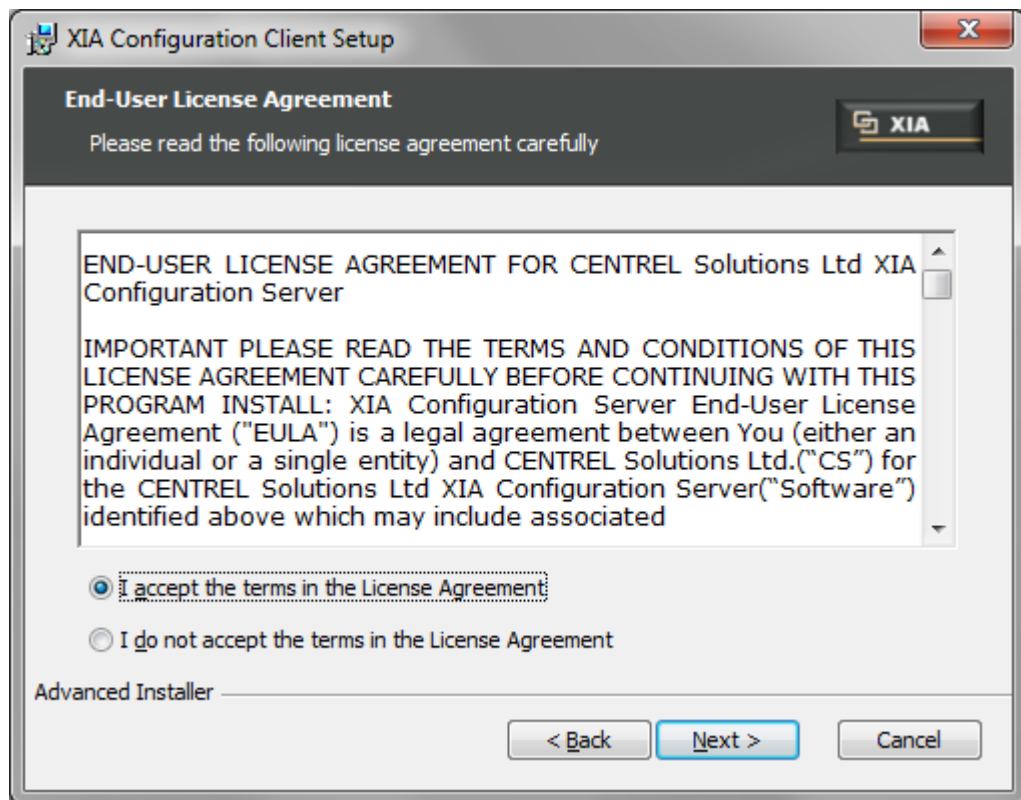 XIA Configuration Client Setup
End-User License Agreement
Please read the following license agreement carefully
XIA
END-USER LICENSE AGREEMENT FOR CENTREL Solutions Ltd XIA
Configuration Server
IMPORTANT PLEASE READ THE TERMS AND CONDITIONS OF THIS
LICENSE AGREEMENT CAREFULLY BEFORE CONTINUING WITH THIS
PROGRAM INSTALL: XIA Configuration Server End-User License
Agreement ("EULA") is a legal agreement between You (either an
individual or a single entity) and CENTREL Solutions Ltd.(“CS”) for
the CENTREL Solutions Ltd XIA Configuration Server(“Software”)
identified above which may include associated
I accept the terms in the License Agreement
I do not accept the terms in the License Agreement
Advanced Installer
< Back
Next >
Cancel